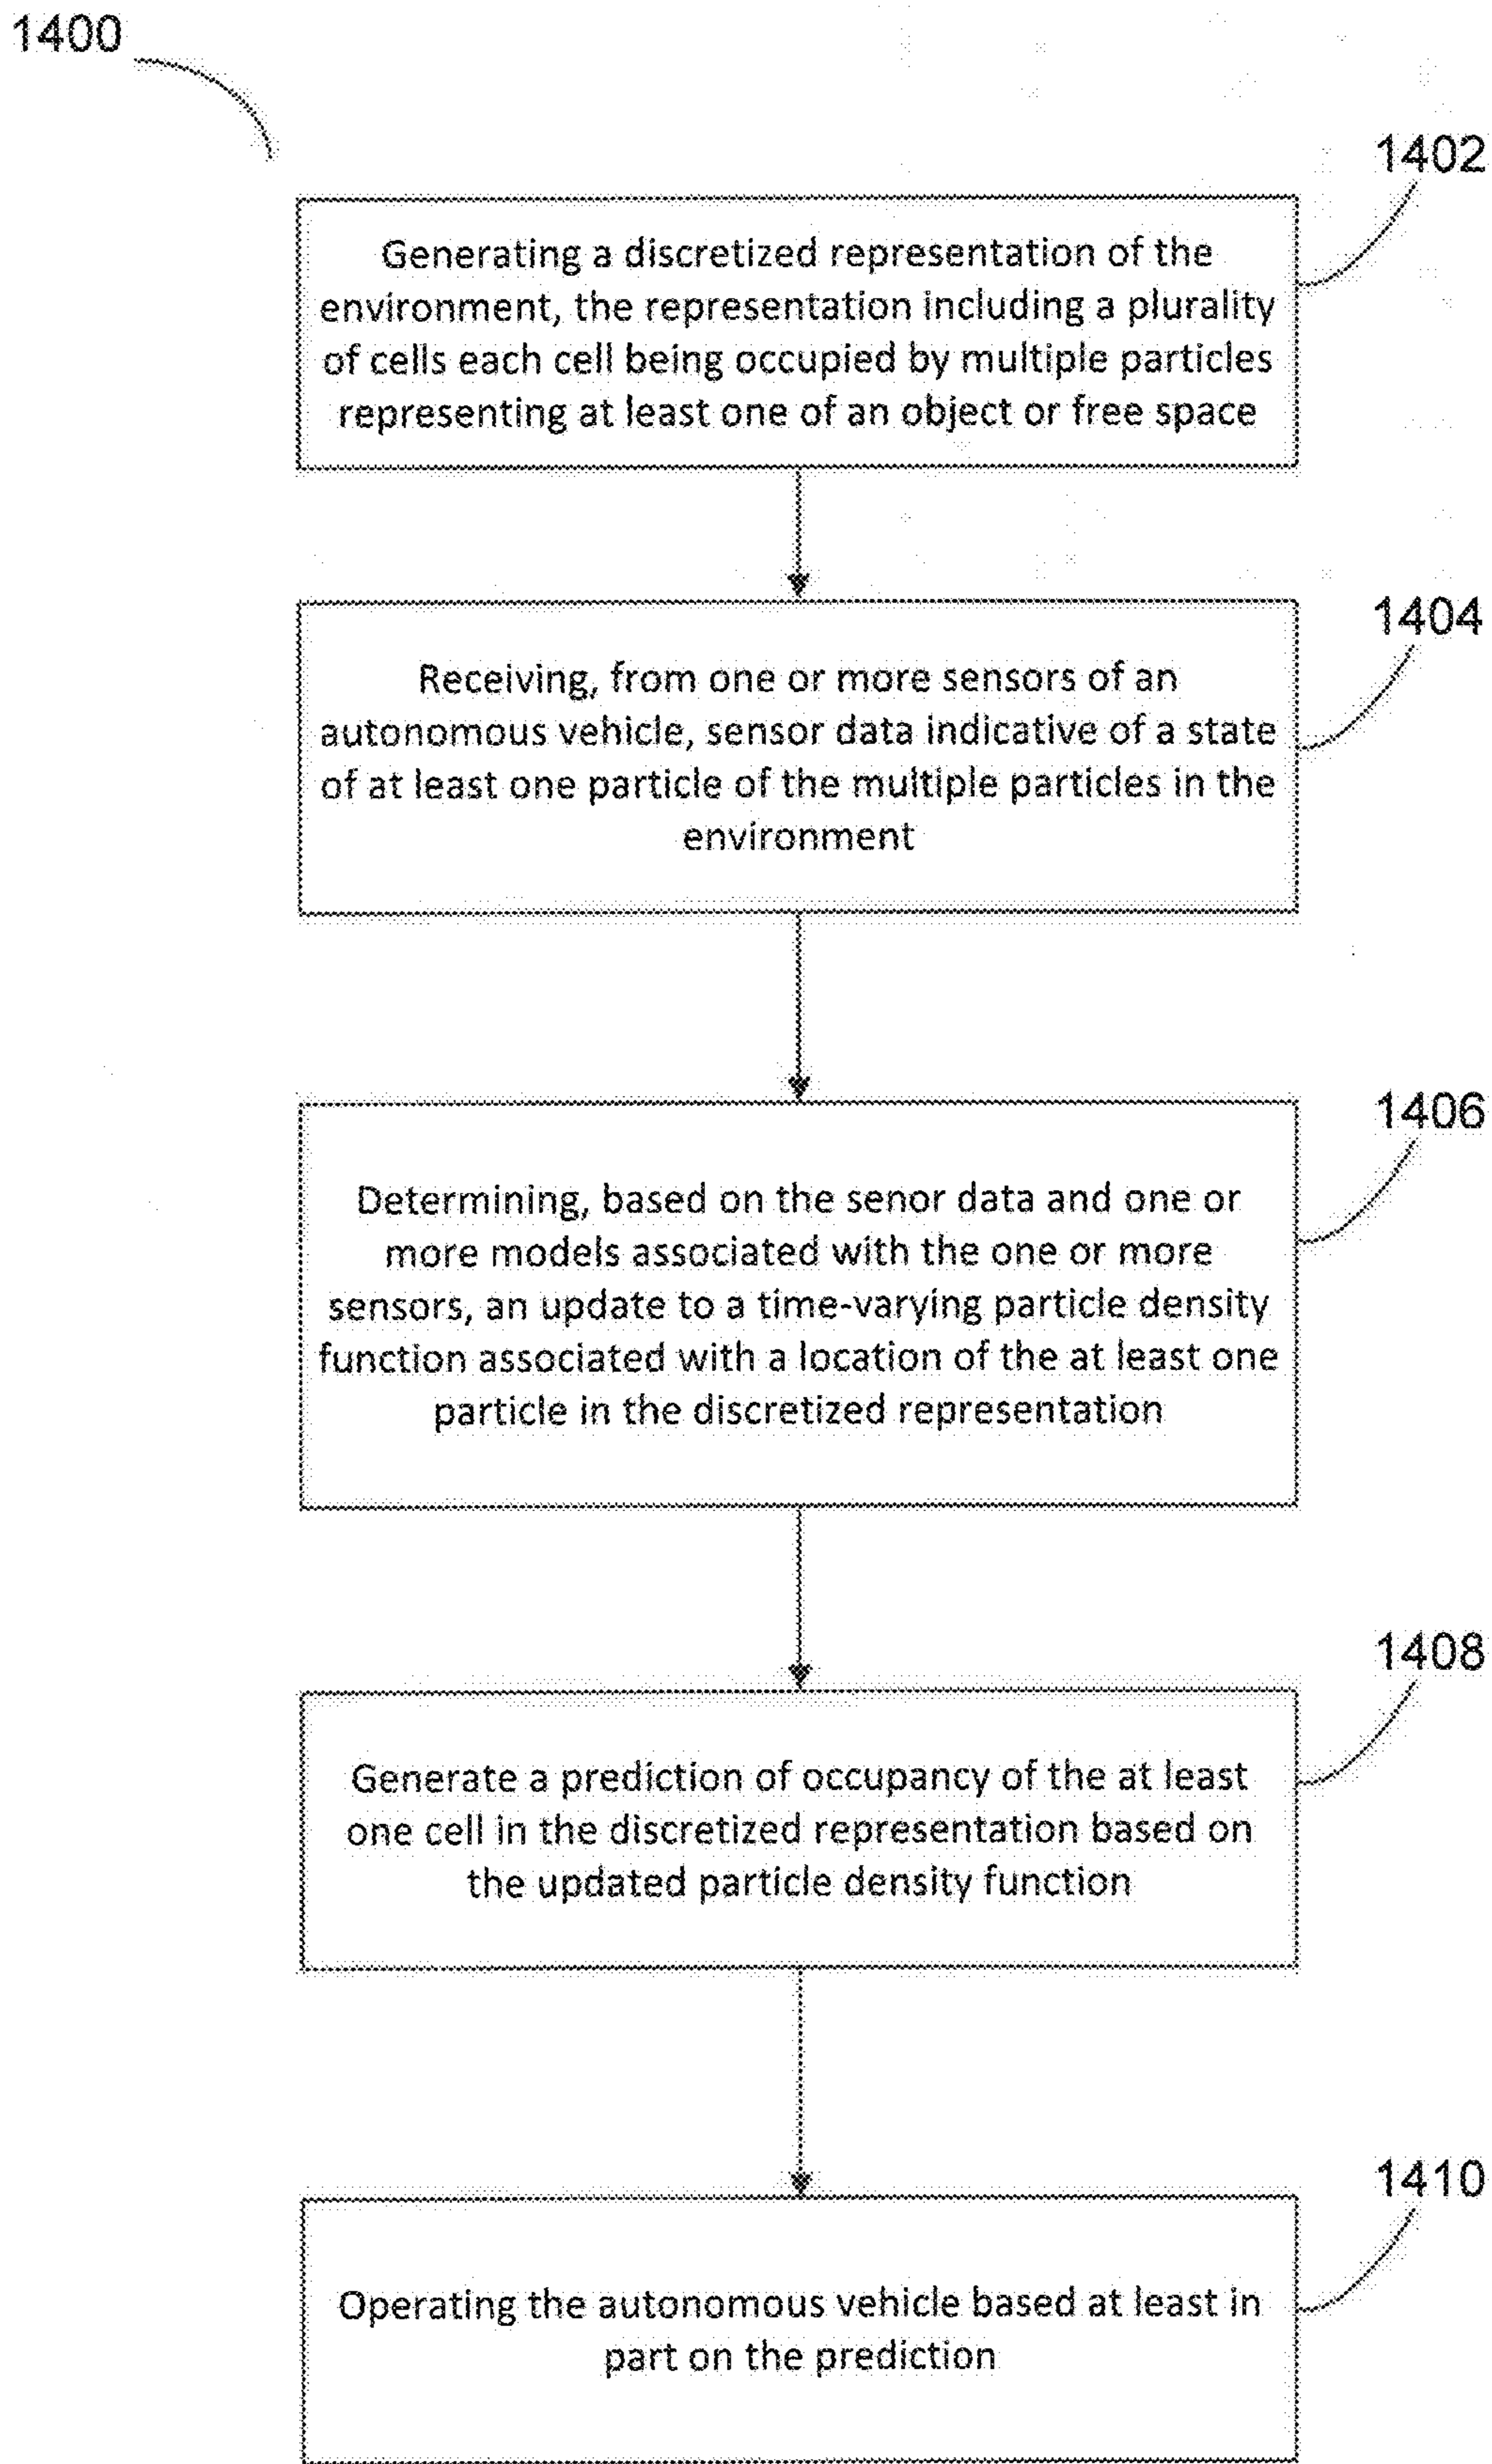 1400
1402
Generating a discretized representation of the
environment, the representation including a plurality
of cells each cell being occupied by multiple particles
representing at least one of an object or free space
1404
Receiving, from one or more sensors of an
autonomous vehicle, sensor data indicative of a state
of at least one particle of the multiple particles in the
environment
1406
Determining, based on the senor data and one or
more models associated with the one or more
sensors, an update to a time-varying particle density
function associated with a location of the at least one
particle in the discretized representation
1408
Generate a prediction of occupancy of the at least
one cell in the discretized representation based on
the updated particle density function
1410
Operating the autonomous vehicle based at least in
part on the prediction